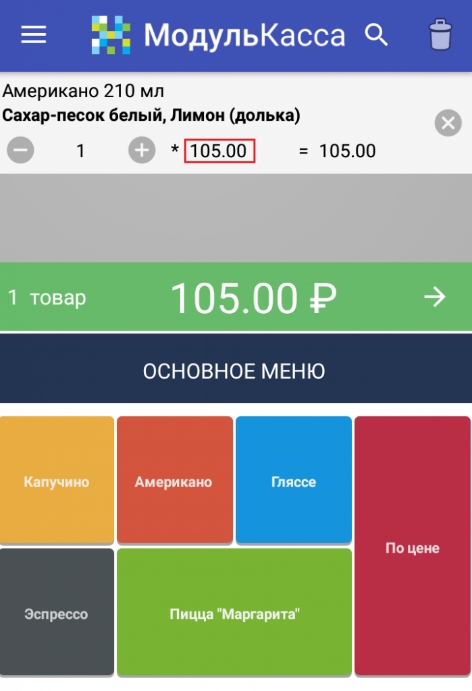 МодульКасса
Американо 210 мл
Сахар-песок белый, Лимон (долька)
1 * 105.00 = 105.00
1 товар 105.00 ₽
ОСНОВНОЕ МЕНЮ
Капучино Американо Гляссе
По цене
Эспрессо Пицца "Маргарита"